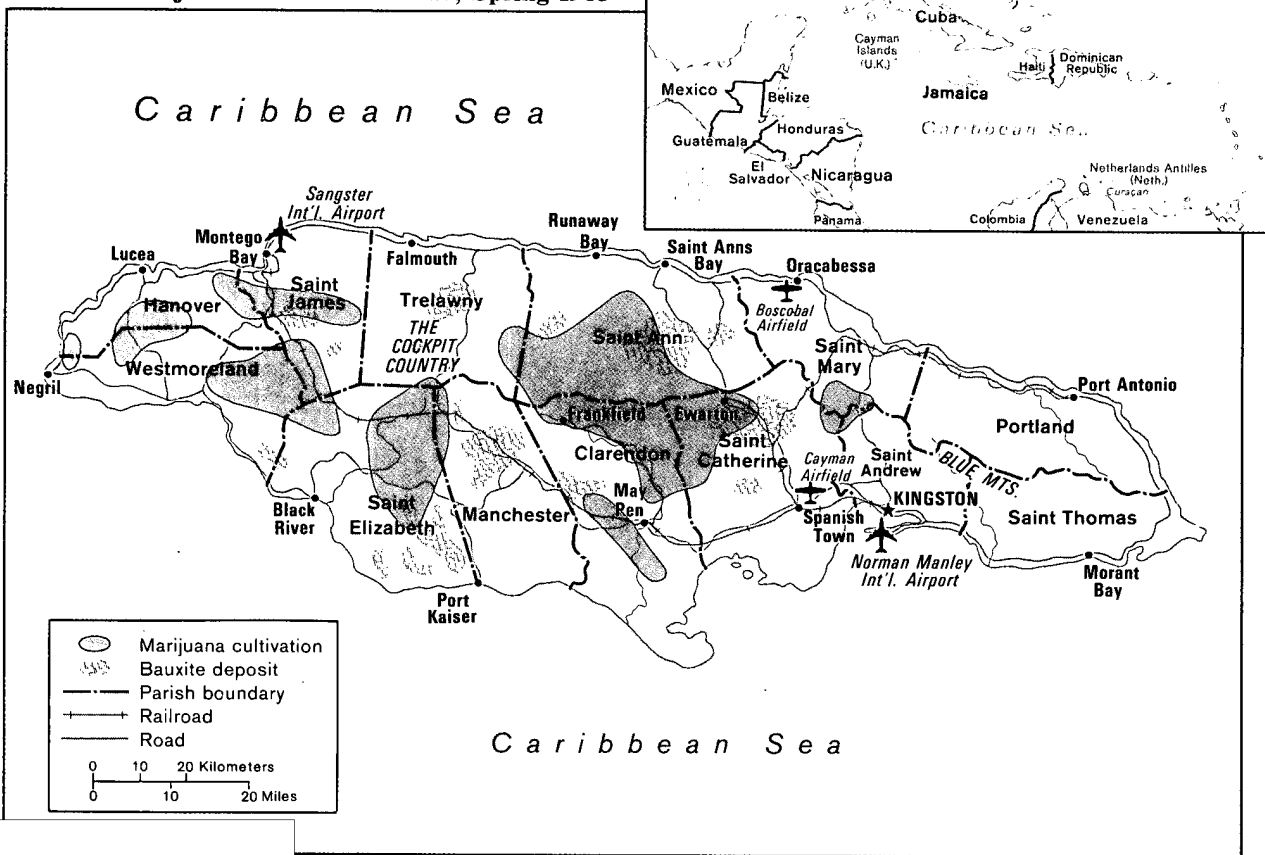 Caribbean Sea
Cuba
Cayman
Islands
(U.K.)
Haiti
Dominican
Republic
Mexico
Belize
Jamaica
Guatemala
Honduras
Caribbean Sea
El
Salvador
Nicaragua
Netherlands Antilles
(Neth.)
Curaçao
Panama
Colombia
Venezuela
Sangster
Int'l. Airport
Montego
Bay
Lucea
Falmouth
Runaway
Bay
Saint Anns
Bay
Oracabessa
Boscobal
Airfield
Hanover
Saint
James
Trelawny
THE
COCKPIT
COUNTRY
Saint Ann
Saint
Mary
Port Antonio
Negril
Westmoreland
Frankfield
Ewarton
Portland
Clarendon
Saint
Catherine
Cayman
Airfield
Saint
Andrew
BLUE
MTS.
Black
River
Saint
Elizabeth
Manchester
May
Pen
Spanish
Town
KINGSTON
Saint Thomas
Norman Manley
Int'l. Airport
Morant
Bay
Port
Kaiser
Marijuana cultivation
Bauxite deposit
Parish boundary
Railroad
Road
0 10 20 Kilometers
0 10 20 Miles
Caribbean Sea